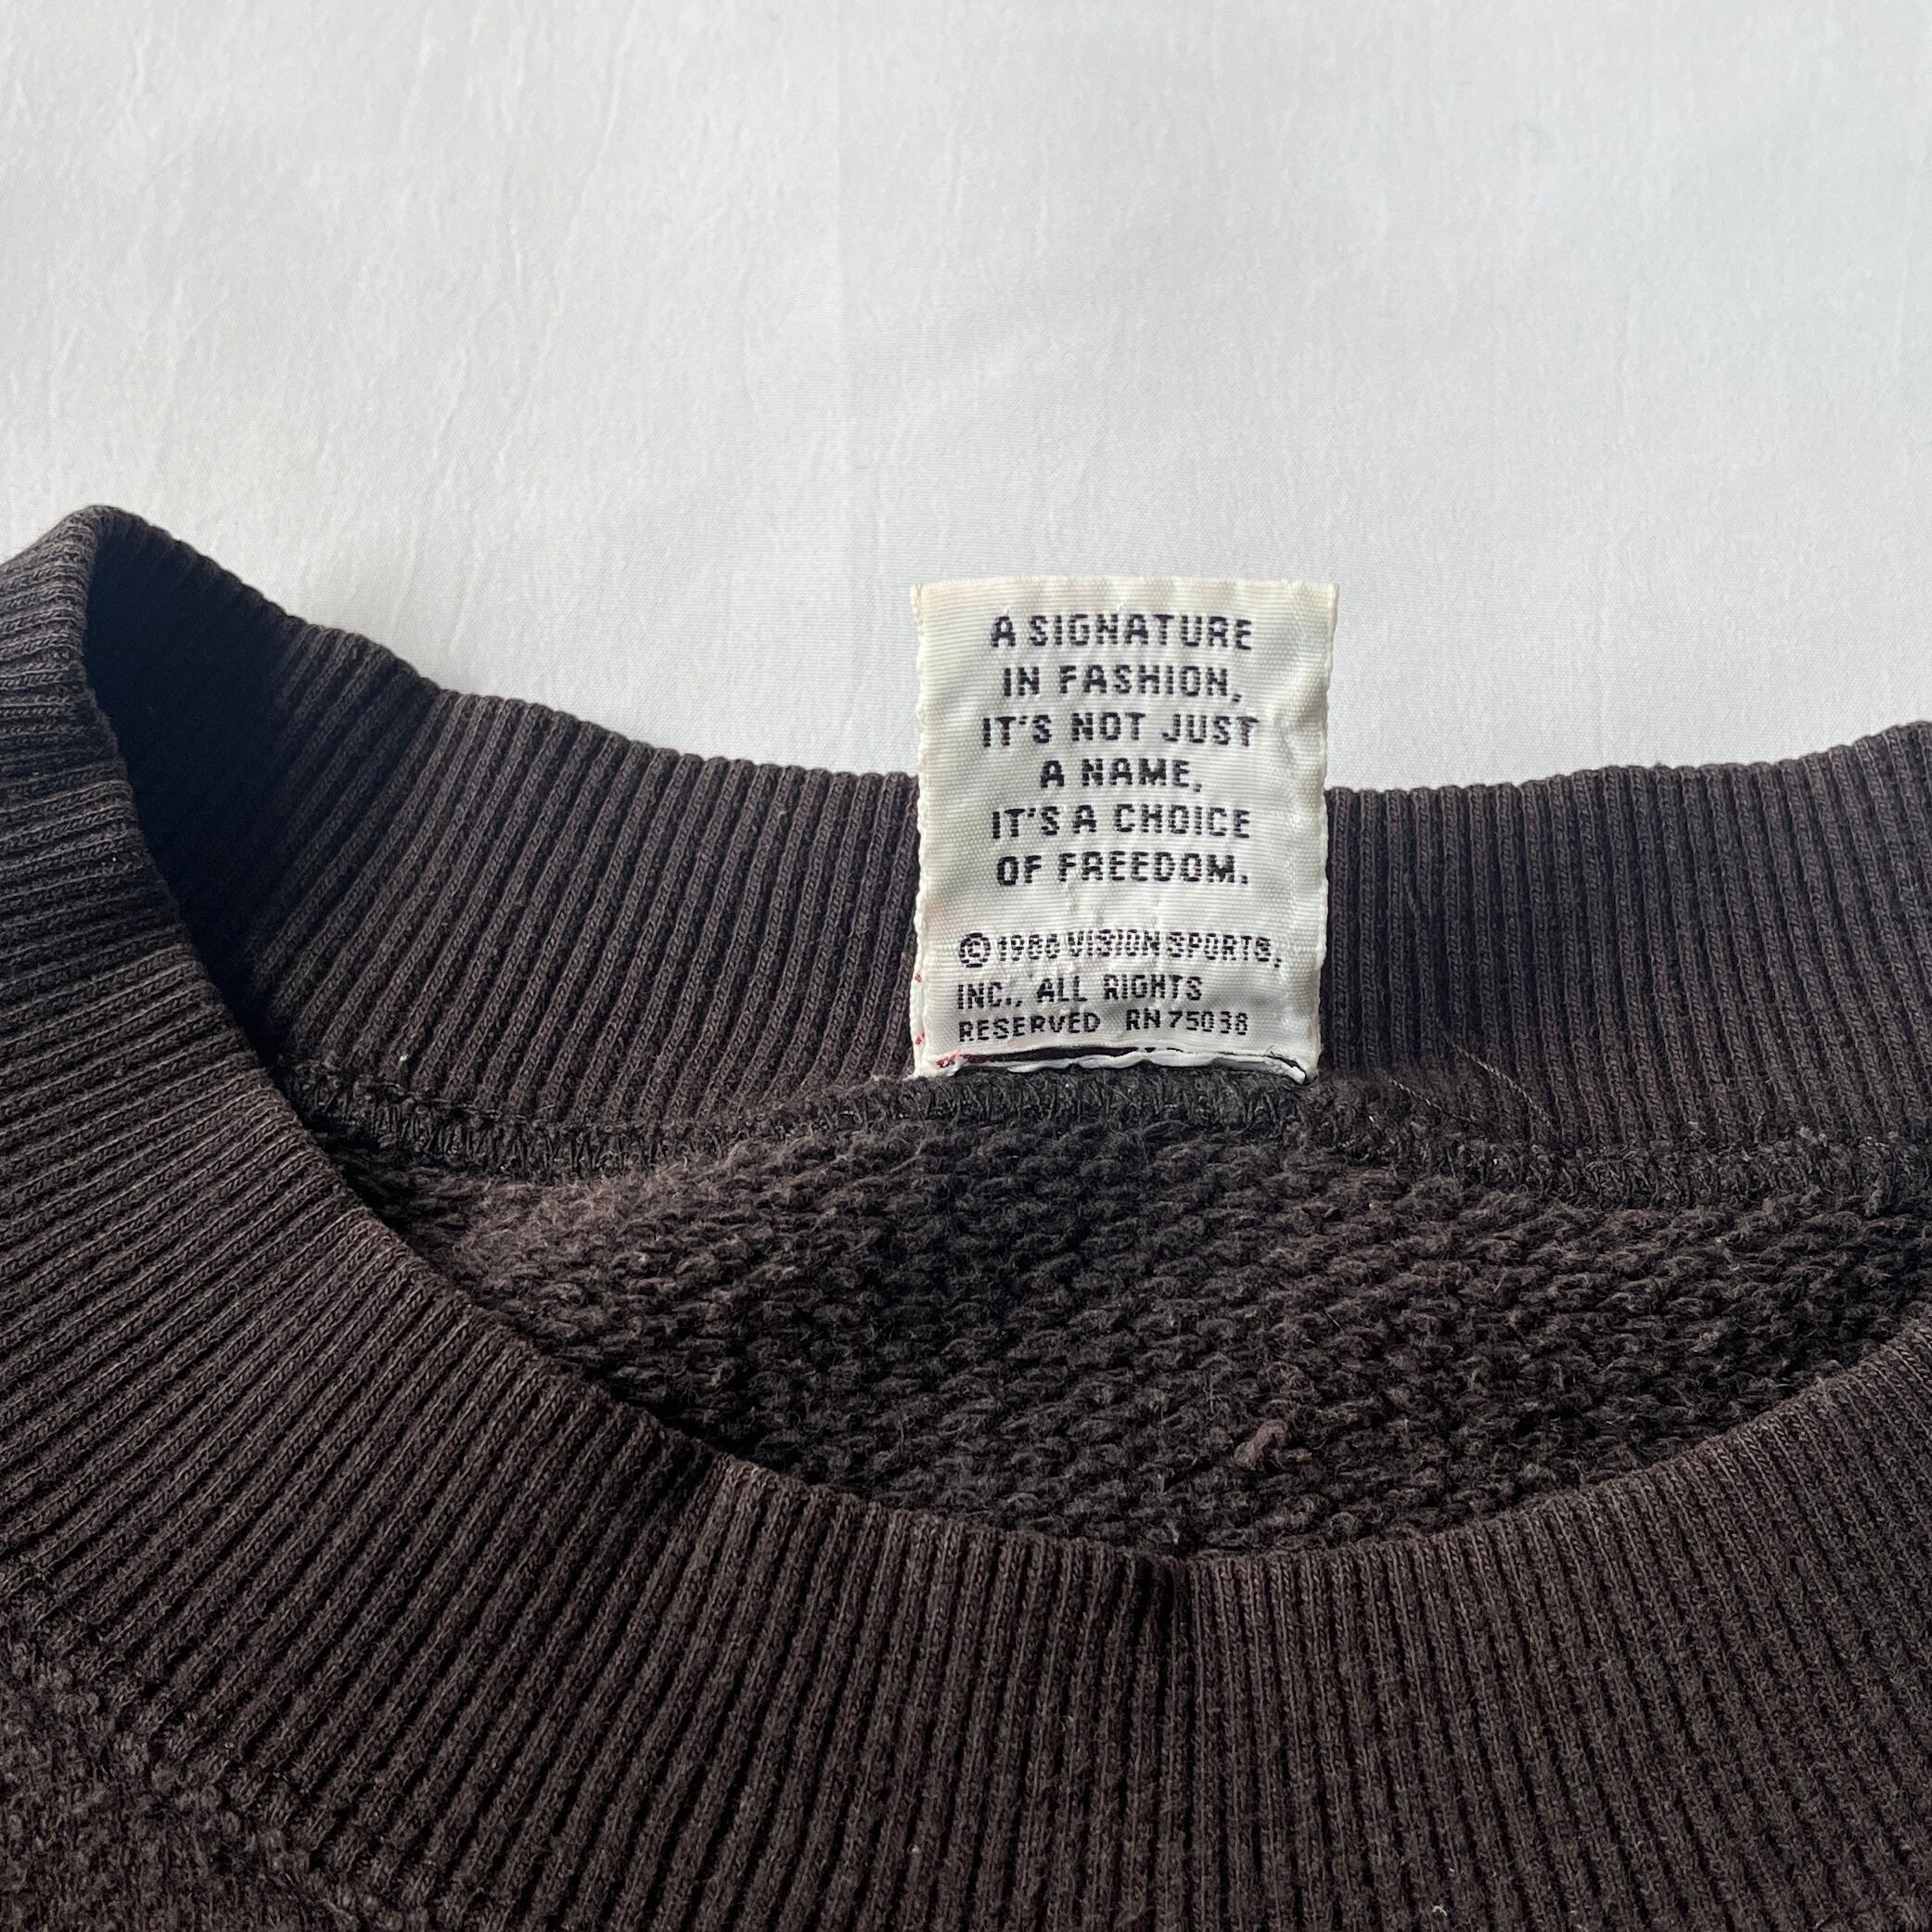 A SIGNATURE
IN FASHION,
IT'S NOT JUST
A NAME,
IT'S A CHOICE
OF FREEDOM.
© 1986 VISION SPORTS,
INC., ALL RIGHTS
RESERVED RN 75038